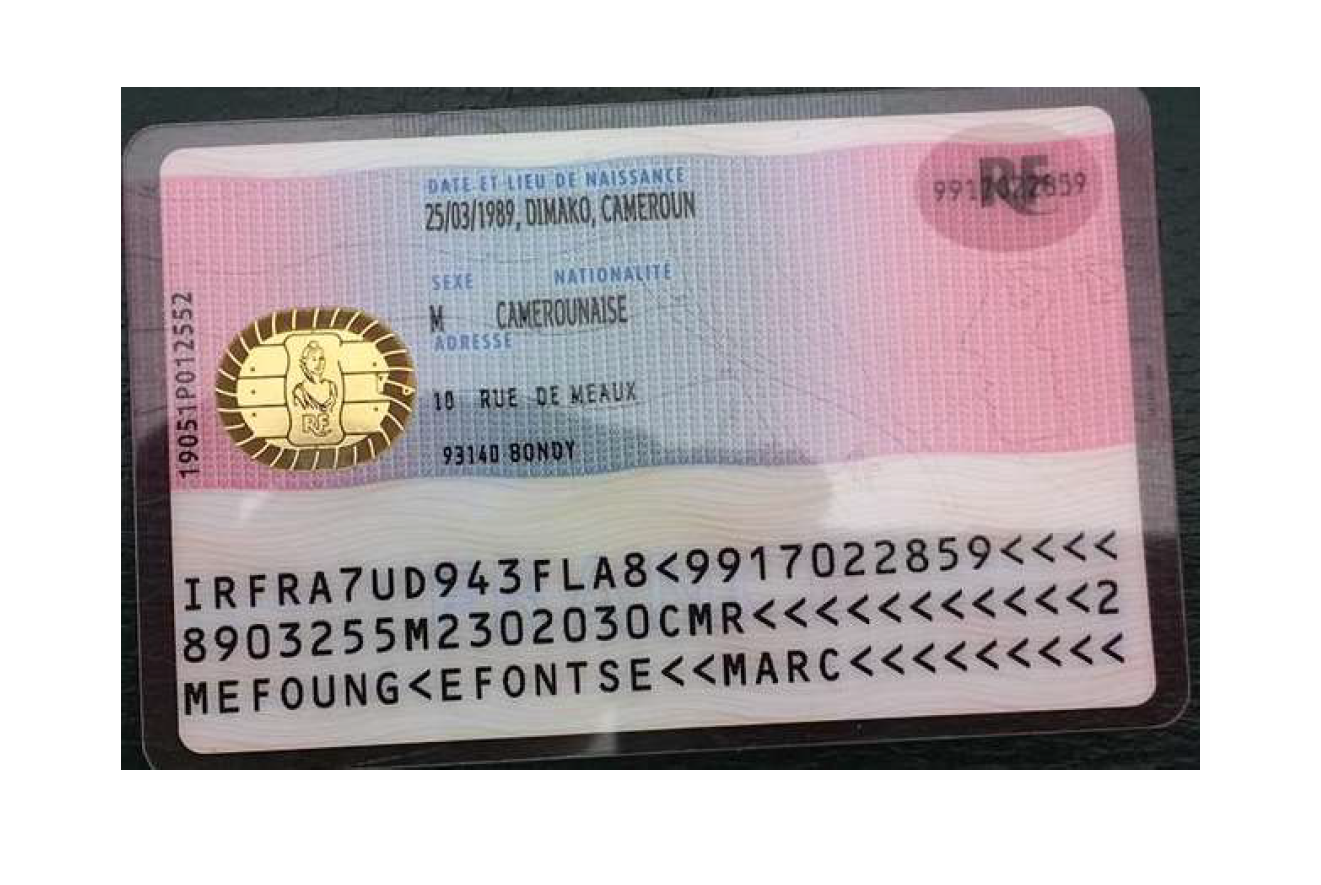 DATE ET LIEU DE NAISSANCE
25/03/1989, DIMAKO, CAMEROUN
RF
9917022859
SEXE NATIONALITÉ
M CAMEROUNAISE
ADRESSE
10 RUE DE MEAUX
93140 BONDY
19051P012552
RF
IRFRA7UD943FLA8<9917022859<<<<
8903255M2302030CMR<<<<<<<<<<<2
MEFOUNG<EFONTSE<<MARC<<<<<<<<<